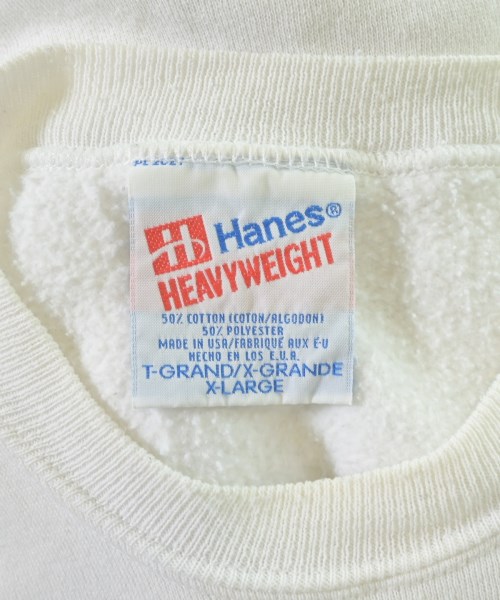 Hanes®
HEAVYWEIGHT
50% COTTON (COTON/ALGODON)
50% POLYESTER
MADE IN USA/FABRIQUE AUX É-U
HECHO EN LOS E.U.A.
T-GRAND/X-GRANDE
X-LARGE